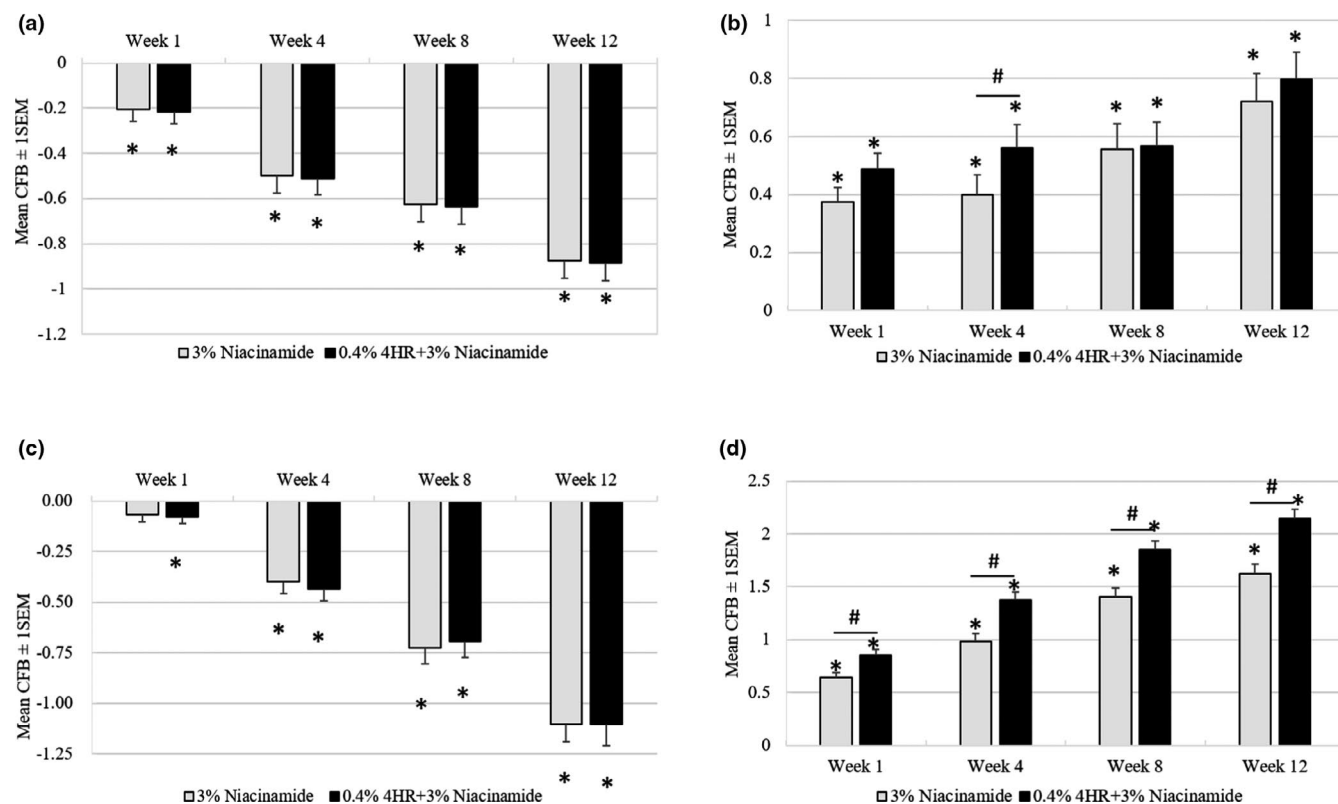 (a)
Week 1 Week 4 Week 8 Week 12
0
-0.2
-0.4
-0.6
-0.8
-1
-1.2
Mean CFB ± 1SEM
* * * * * * * *
3% Niacinamide 0.4% 4HR+3% Niacinamide
(b)
1
0.8
0.6
0.4
0.2
0
Mean CFB ± 1SEM
* * * # * * * * *
Week 1 Week 4 Week 8 Week 12
3% Niacinamide 0.4% 4HR+3% Niacinamide
(c)
Week 1 Week 4 Week 8 Week 12
0.00
-0.25
-0.50
-0.75
-1.00
-1.25
Mean CFB ± 1SEM
* * * * * * *
3% Niacinamide 0.4% 4HR+3% Niacinamide
(d)
2.5
2
1.5
1
0.5
0
Mean CFB ± 1SEM
# # # #
* * * * * * * *
Week 1 Week 4 Week 8 Week 12
3% Niacinamide 0.4% 4HR+3% Niacinamide